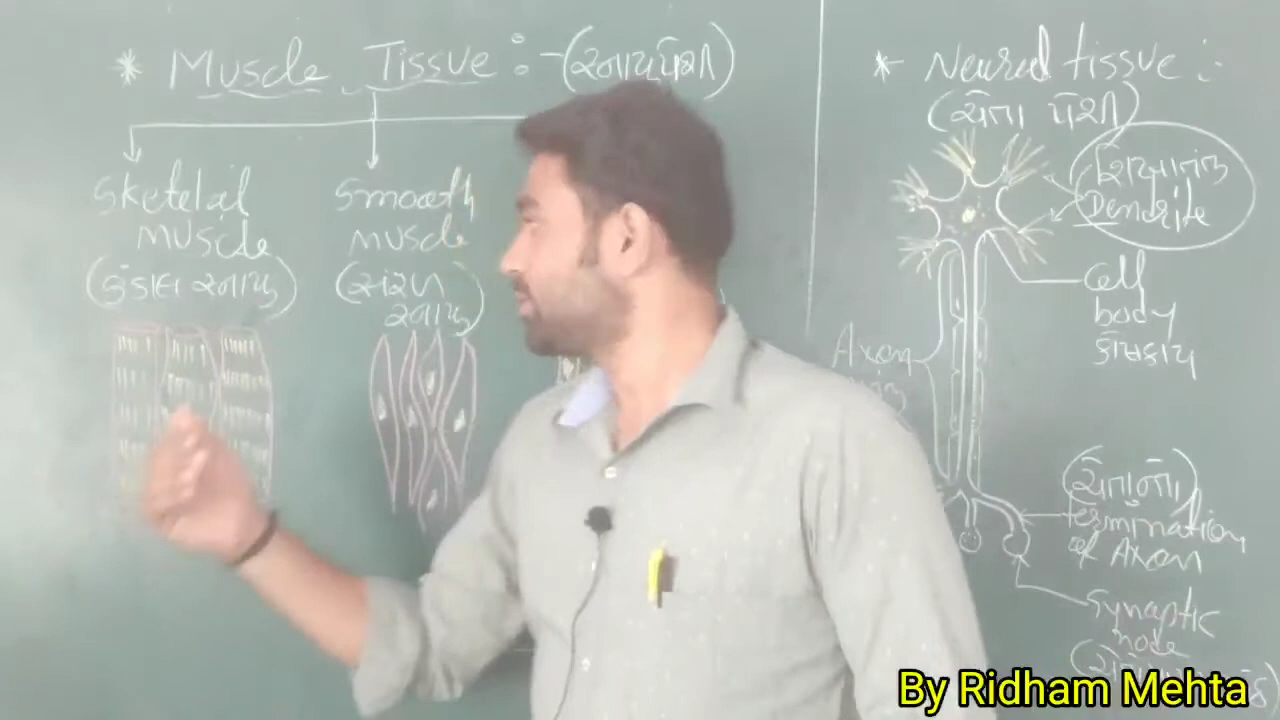 * Muscle Tissue :- (સ્નાયુપેશી)
Sketelal
muscle
(કંકાલ સ્નાયુ)
Smooth
muscle
સ્નાયુ)
* Neural tissue :-
(ચેતા પેશી)
Dendrite
Cell
body
કોષકાય
Axon
termination
of Axon
Synaptic
node
By Ridham Mehta